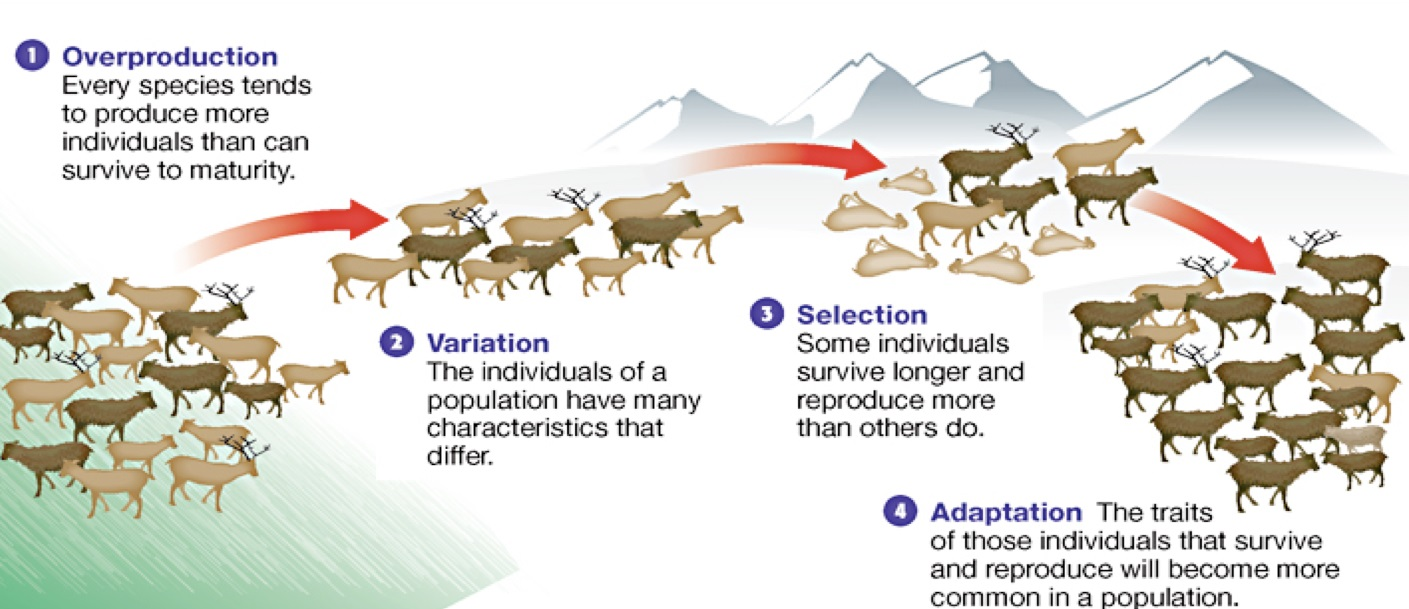 1 Overproduction
Every species tends
to produce more
individuals than can
survive to maturity.
2 Variation
The individuals of a
population have many
characteristics that
differ.
3 Selection
Some individuals
survive longer and
reproduce more
than others do.
4 Adaptation The traits
of those individuals that survive
and reproduce will become more
common in a population.